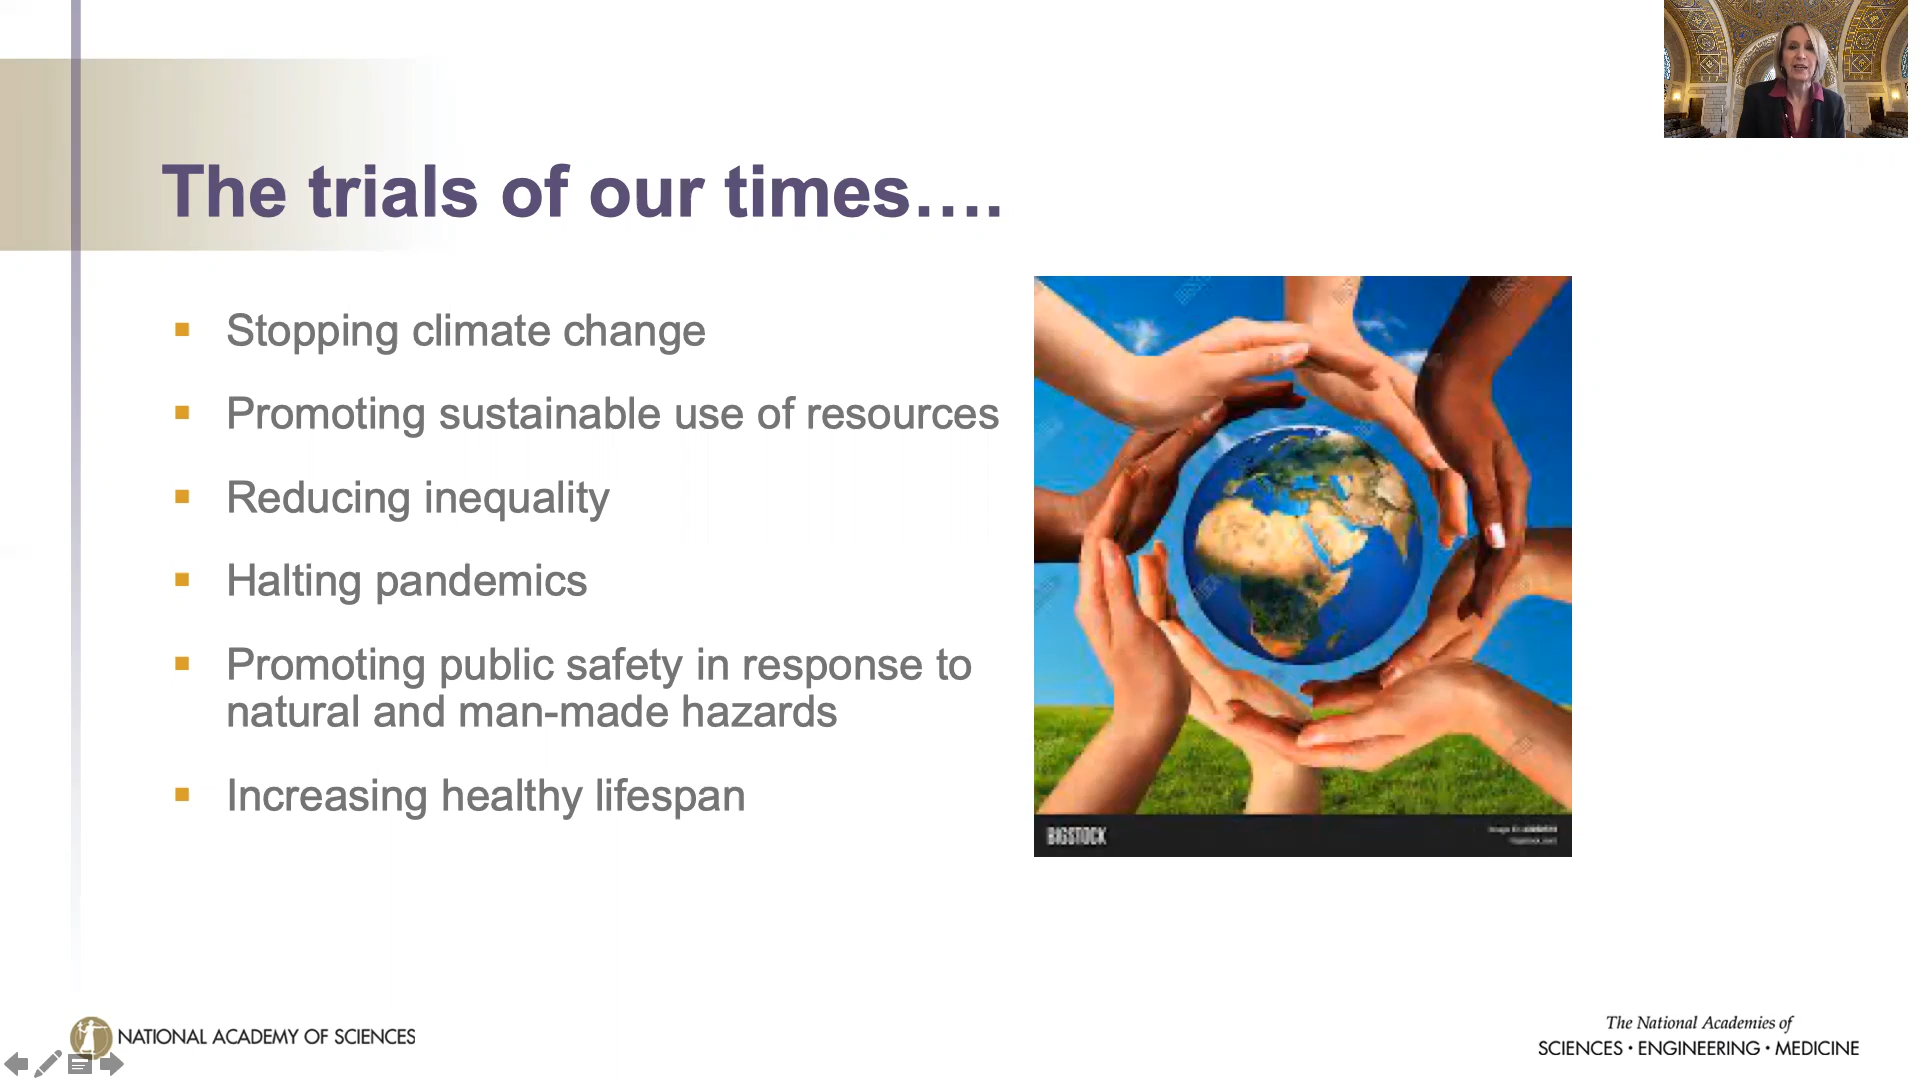 The trials of our times….
Stopping climate change
Promoting sustainable use of resources
Reducing inequality
Halting pandemics
Promoting public safety in response to
natural and man-made hazards
Increasing healthy lifespan
BIGSTOCK
NATIONAL ACADEMY OF SCIENCES
The National Academies of
SCIENCES • ENGINEERING • MEDICINE